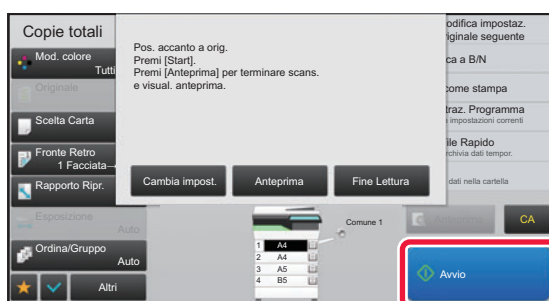 Copie totali
Mod. colore
Tutti
Originale
Scelta Carta
Fronte Retro
1 Facciata→
Rapporto Ripr.
Esposizione
Auto
Ordina/Gruppo
Auto
Altri
Pos. accanto a orig.
Premi [Start].
Premi [Anteprima] per terminare scans.
e visual. anteprima.
Cambia impost.
Anteprima
Fine Lettura
Comune 1
1 A4
2 A4
3 A5
4 B5
odifica impostaz.
iginale seguente
ca a B/N
come stampa
traz. Programma
impostazioni correnti
ile Rapido
rchivia dati tempor.
dati nella cartella
Anteprima
CA
Avvio